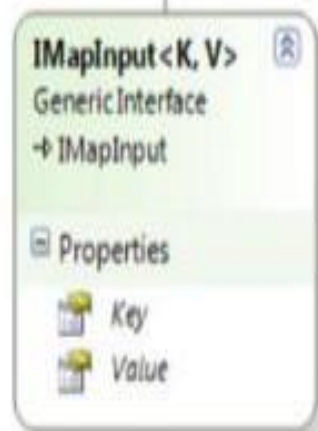 IMapInput<K, V>
Generic Interface
IMapInput
Properties
Key
Value